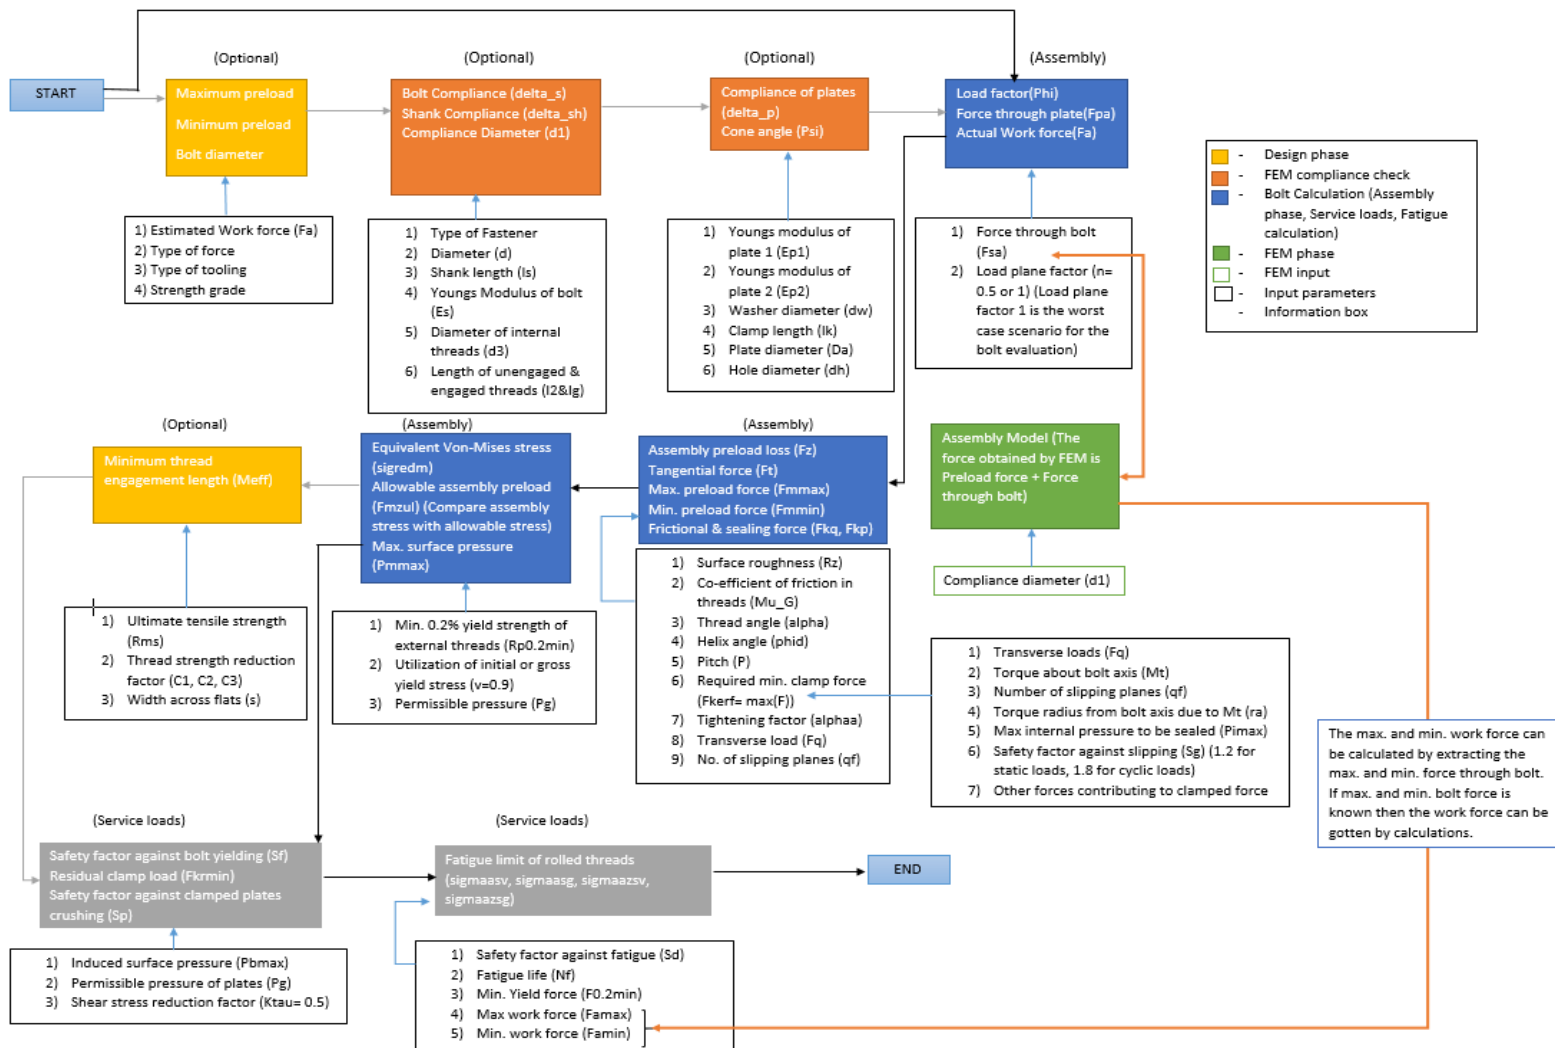 (Optional)
(Optional)
(Optional)
(Assembly)
START
Maximum preload
Minimum preload
Bolt diameter
Bolt Compliance (delta_s)
Shank Compliance (delta_sh)
Compliance Diameter (d1)
Compliance of plates
(delta_p)
Cone angle (Psi)
Load factor(Phi)
Force through plate(Fpa)
Actual Work force(Fa)
- Design phase
- FEM compliance check
- Bolt Calculation (Assembly
phase, Service loads, Fatigue
calculation)
- FEM phase
- FEM input
- Input parameters
- Information box
1) Estimated Work force (Fa)
2) Type of force
3) Type of tooling
4) Strength grade
1) Type of Fastener
2) Diameter (d)
3) Shank length (ls)
4) Youngs Modulus of bolt
(Es)
5) Diameter of internal
threads (d3)
6) Length of unengaged &
engaged threads (l2&lg)
1) Youngs modulus of
plate 1 (Ep1)
2) Youngs modulus of
plate 2 (Ep2)
3) Washer diameter (dw)
4) Clamp length (lk)
5) Plate diameter (Da)
6) Hole diameter (dh)
1) Force through bolt
(Fsa)
2) Load plane factor (n=
0.5 or 1) (Load plane
factor 1 is the worst
case scenario for the
bolt evaluation)
(Optional)
(Assembly)
(Assembly)
Minimum thread
engagement length (Meff)
Equivalent Von-Mises stress
(sigredm)
Allowable assembly preload
(Fmzul) (Compare assembly
stress with allowable stress)
Max. surface pressure
(Pmmax)
Assembly preload loss (Fz)
Tangential force (Ft)
Max. preload force (Fmmax)
Min. preload force (Fmmin)
Frictional & sealing force (Fkq, Fkp)
Assembly Model (The
force obtained by FEM is
Preload force + Force
through bolt)
Compliance diameter (d1)
1) Ultimate tensile strength
(Rms)
2) Thread strength reduction
factor (C1, C2, C3)
3) Width across flats (s)
1) Min. 0.2% yield strength of
external threads (Rp0.2min)
2) Utilization of initial or gross
yield stress (v=0.9)
3) Permissible pressure (Pg)
1) Surface roughness (Rz)
2) Co-efficient of friction in
threads (Mu_G)
3) Thread angle (alpha)
4) Helix angle (phid)
5) Pitch (P)
6) Required min. clamp force
(Fkerf= max(F))
7) Tightening factor (alphaa)
8) Transverse load (Fq)
9) No. of slipping planes (qf)
1) Transverse loads (Fq)
2) Torque about bolt axis (Mt)
3) Number of slipping planes (qf)
4) Torque radius from bolt axis due to Mt (ra)
5) Max internal pressure to be sealed (Pimax)
6) Safety factor against slipping (Sg) (1.2 for
static loads, 1.8 for cyclic loads)
7) Other forces contributing to clamped force
The max. and min. work force can
be calculated by extracting the
max. and min. force through bolt.
If max. and min. bolt force is
known then the work force can be
gotten by calculations.
(Service loads)
(Service loads)
Safety factor against bolt yielding (Sf)
Residual clamp load (Fkrmin)
Safety factor against clamped plates
crushing (Sp)
Fatigue limit of rolled threads
(sigmaasv, sigmaasg, sigmaazsv,
sigmaazsg)
END
1) Induced surface pressure (Pbmax)
2) Permissible pressure of plates (Pg)
3) Shear stress reduction factor (Ktau= 0.5)
1) Safety factor against fatigue (Sd)
2) Fatigue life (Nf)
3) Min. Yield force (F0.2min)
4) Max work force (Famax)
5) Min. work force (Famin)